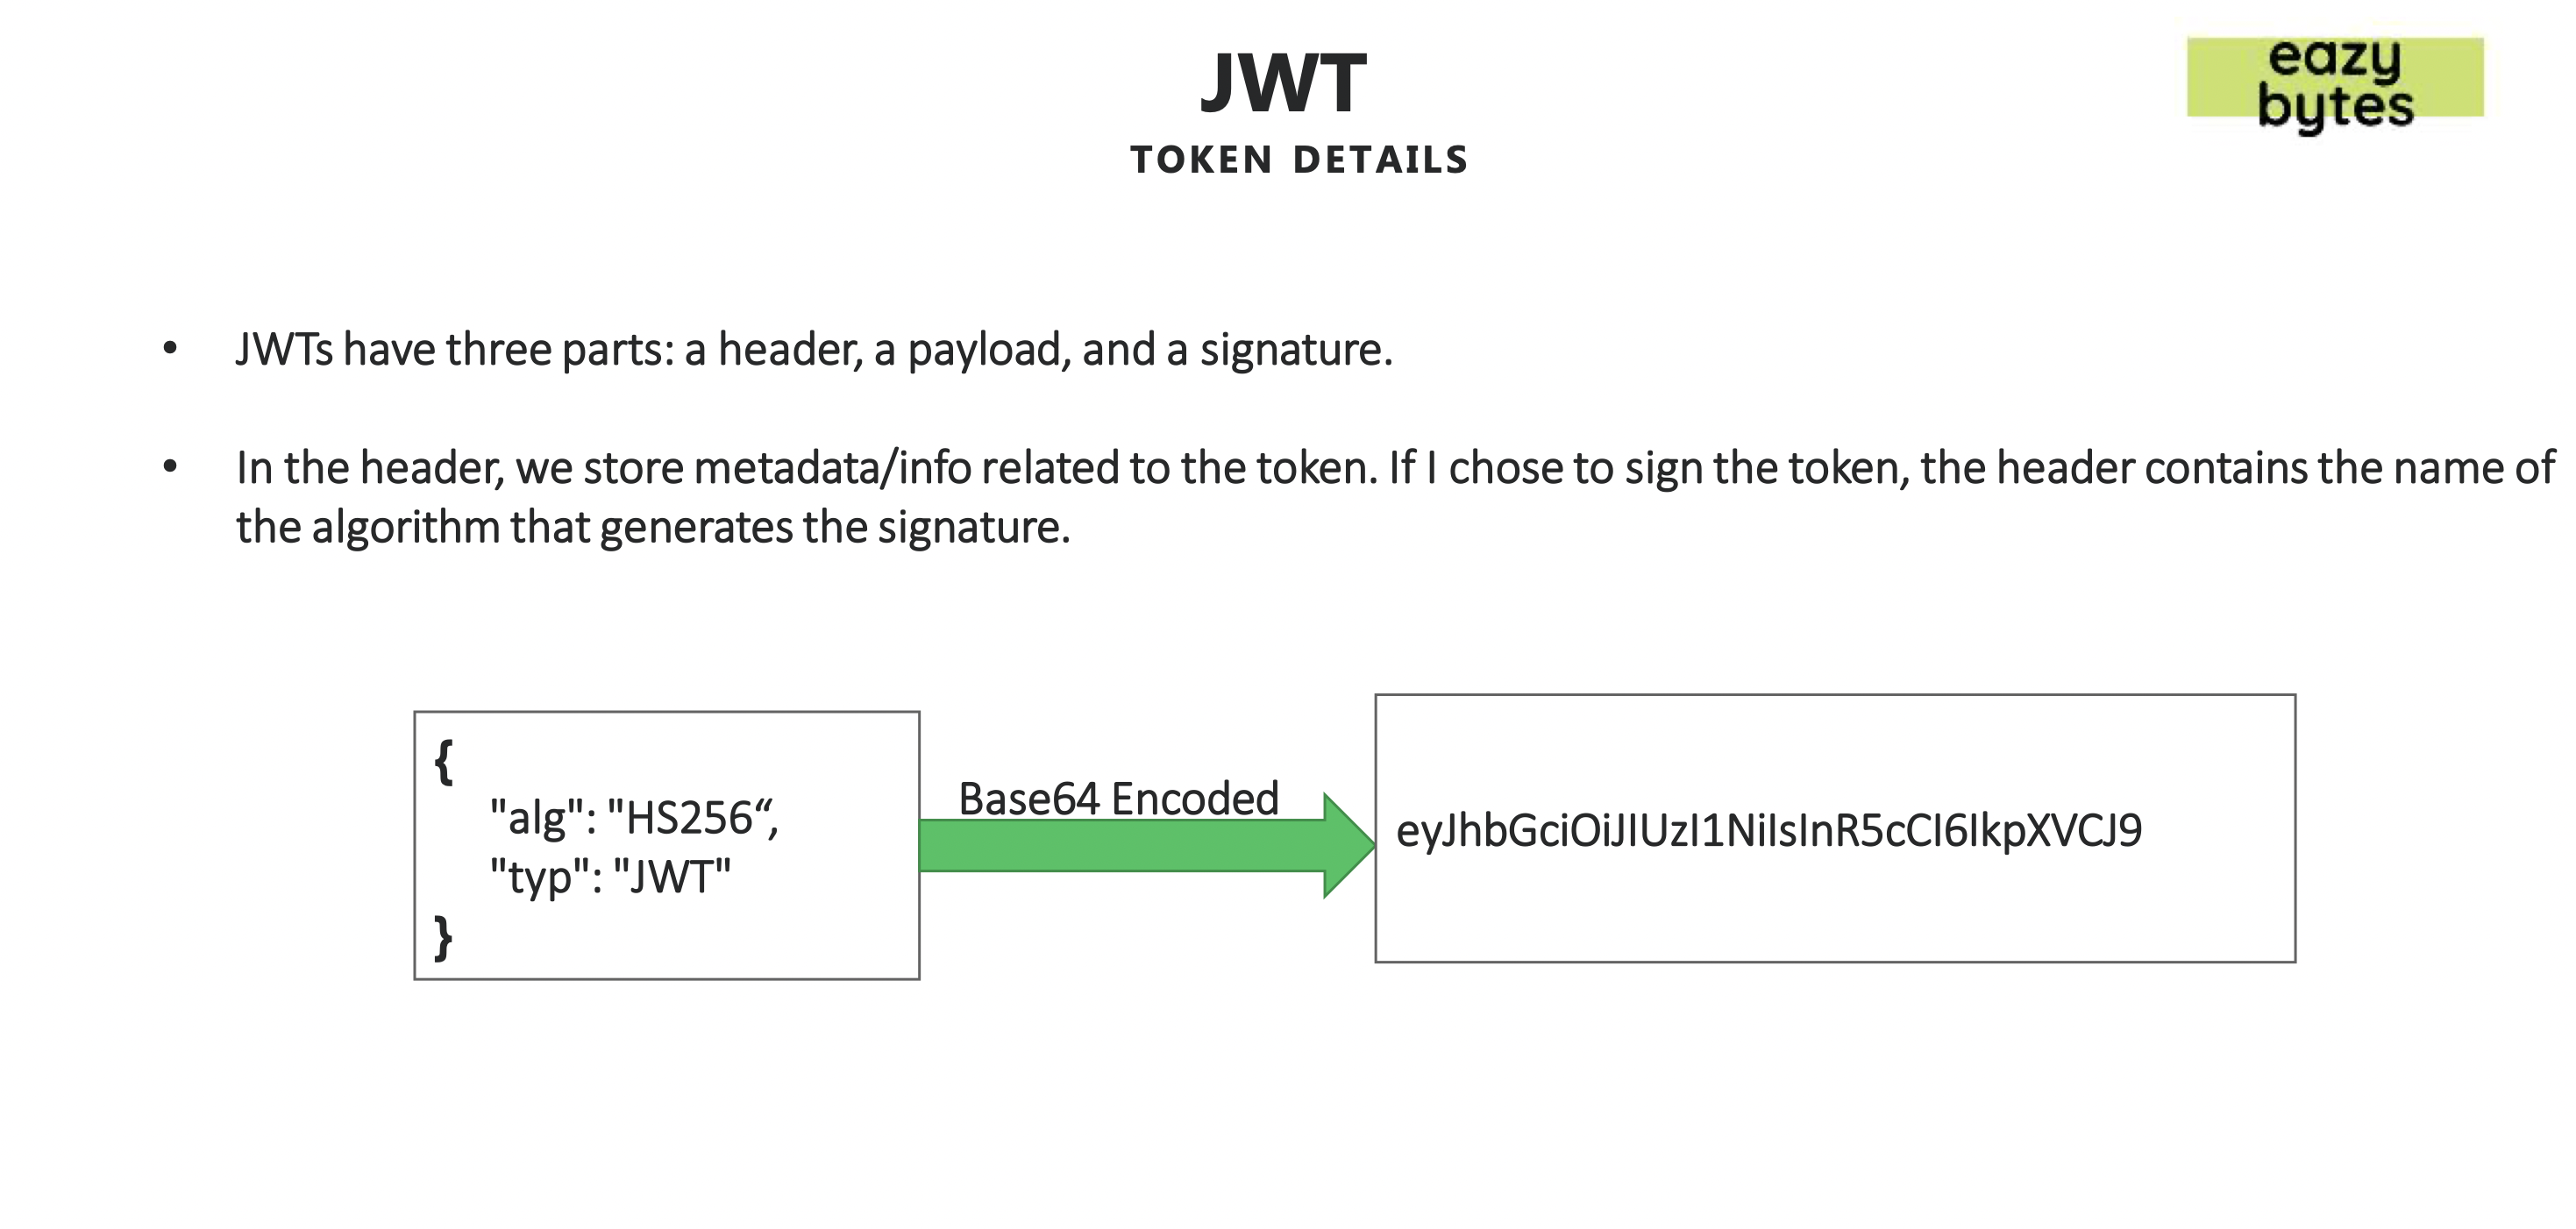 JWT
eazy
bytes
TOKEN DETAILS
• JWTs have three parts: a header, a payload, and a signature.
• In the header, we store metadata/info related to the token. If I chose to sign the token, the header contains the name of
the algorithm that generates the signature.
{
"alg": "HS256“,
"typ": "JWT"
}
Base64 Encoded
eyJhbGciOiJIUzI1NiIsInR5cCI6IkpXVCJ9